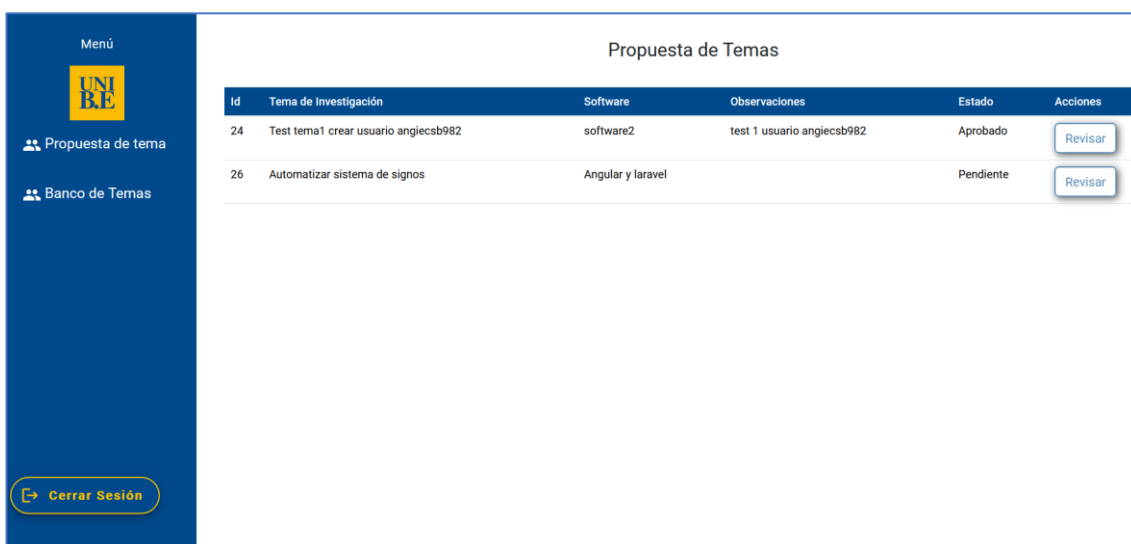 Menú
UNI
B.E
Propuesta de tema
Banco de Temas
Cerrar Sesión
Propuesta de Temas
Id Tema de Investigación Software Observaciones Estado Acciones
24 Test tema1 crear usuario angiecsb982 software2 test 1 usuario angiecsb982 Aprobado Revisar
26 Automatizar sistema de signos Angular y laravel Pendiente Revisar